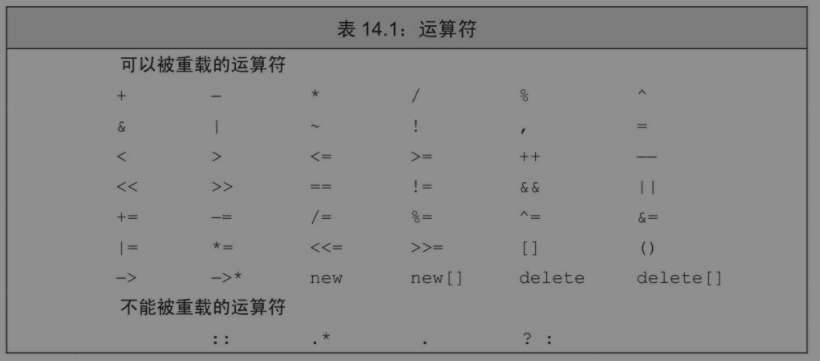 表 14.1：运算符
可以被重载的运算符
+ — * / % ^
& | ~ ! , =
< > <= >= ++ ——
<< >> == != && ||
+= —= /= %= ^= &=
|= *= <<= >>= [] ()
—> —>* new new[] delete delete[]
不能被重载的运算符
:: .* . ? :